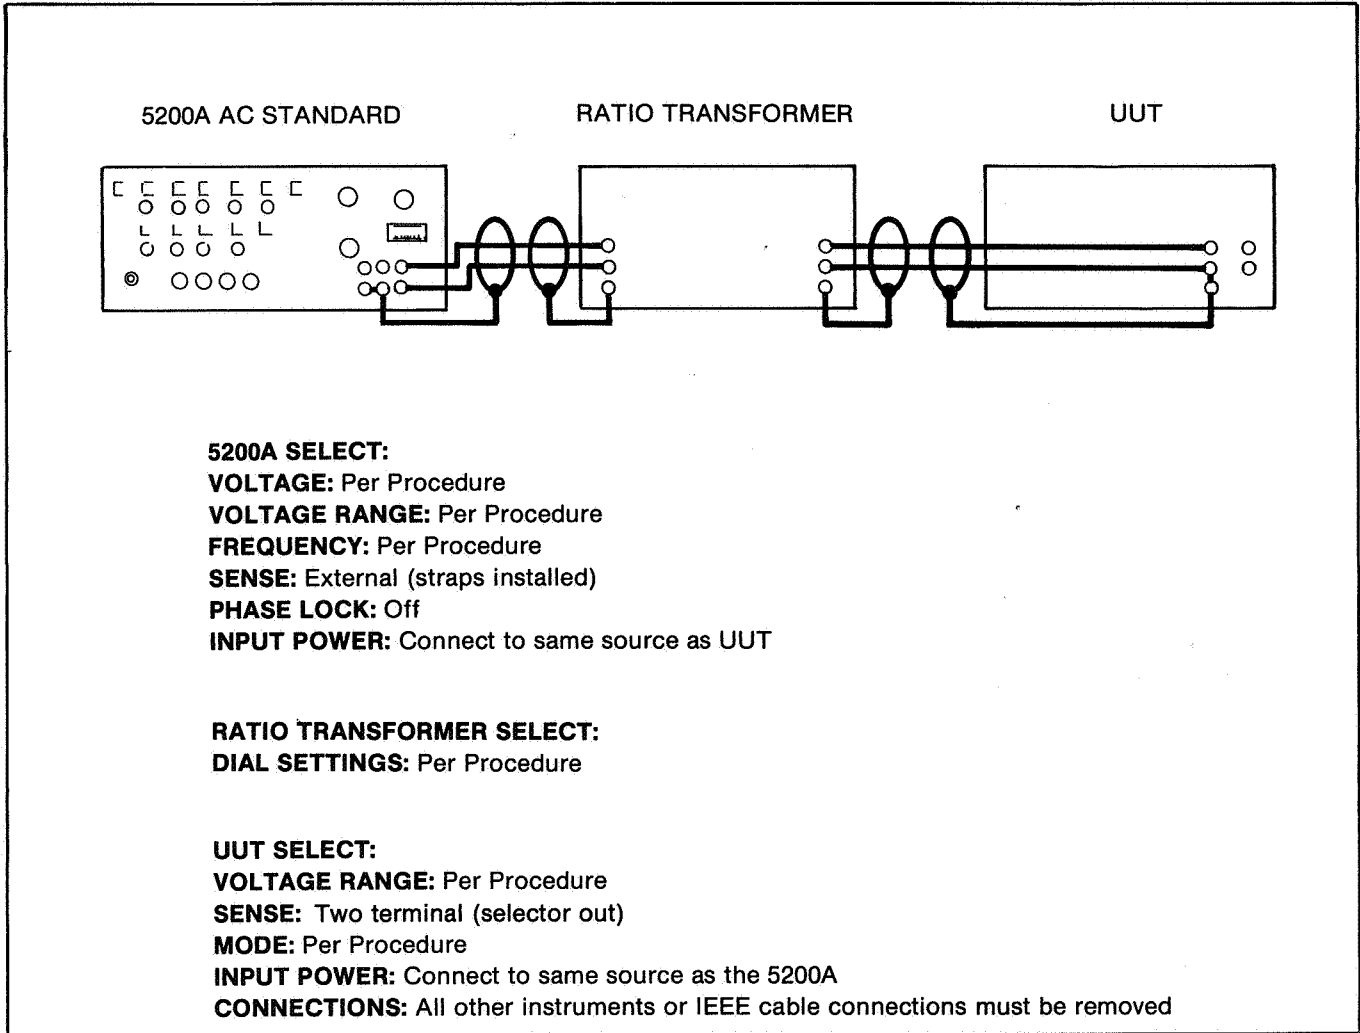 5200A AC STANDARD
RATIO TRANSFORMER
UUT
5200A SELECT:
VOLTAGE: Per Procedure
VOLTAGE RANGE: Per Procedure
FREQUENCY: Per Procedure
SENSE: External (straps installed)
PHASE LOCK: Off
INPUT POWER: Connect to same source as UUT
RATIO TRANSFORMER SELECT:
DIAL SETTINGS: Per Procedure
UUT SELECT:
VOLTAGE RANGE: Per Procedure
SENSE: Two terminal (selector out)
MODE: Per Procedure
INPUT POWER: Connect to same source as the 5200A
CONNECTIONS: All other instruments or IEEE cable connections must be removed